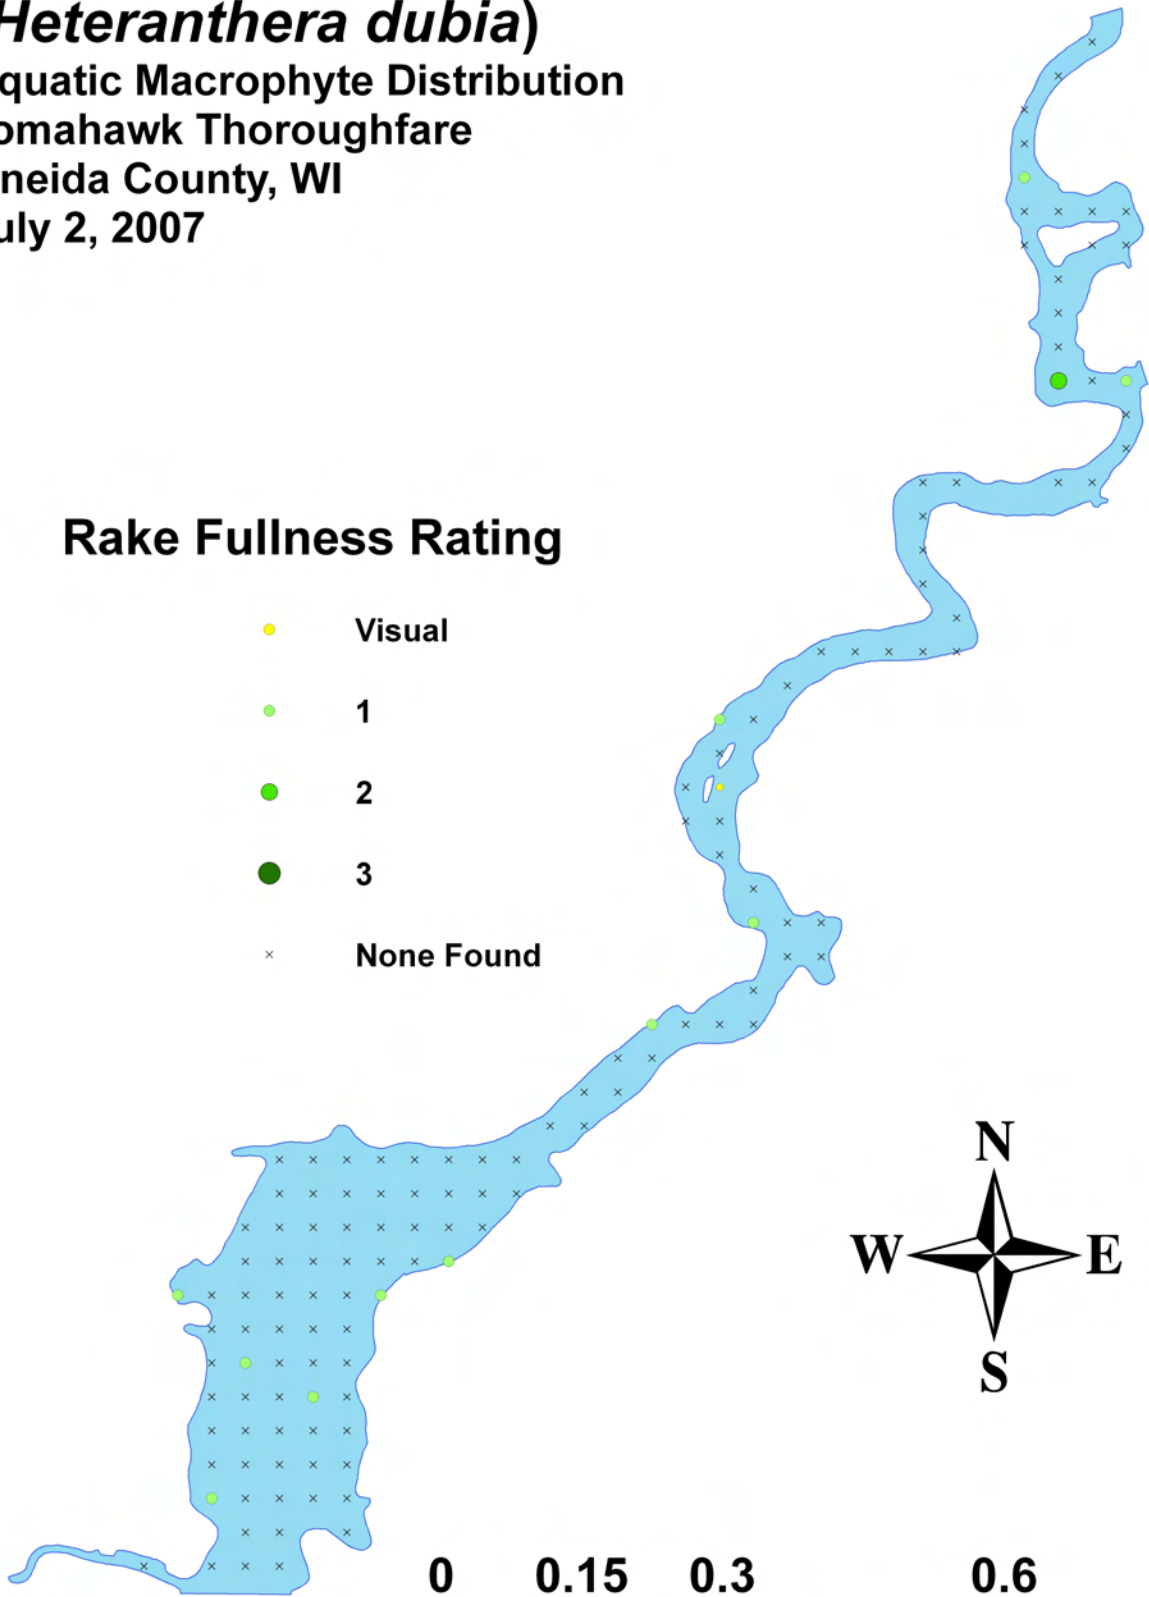 Heteranthera dubia)
quatic Macrophyte Distribution
omahawk Thoroughfare
neida County, WI
uly 2, 2007
Rake Fullness Rating
Visual
1
2
3
None Found
N
W E
S
0 0.15 0.3 0.6